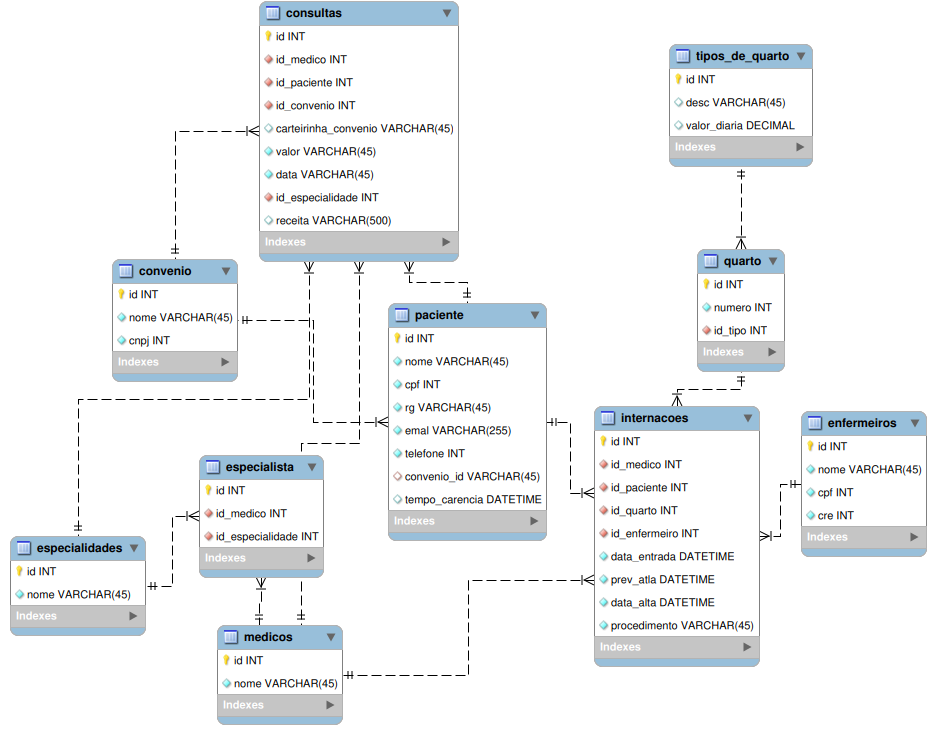 consultas
id INT
id_medico INT
id_paciente INT
id_convenio INT
carteirinha_convenio VARCHAR(45)
valor VARCHAR(45)
data VARCHAR(45)
id_especialidade INT
receita VARCHAR(500)
Indexes
tipos_de_quarto
id INT
desc VARCHAR(45)
valor_diaria DECIMAL
Indexes
convenio
id INT
nome VARCHAR(45)
cnpj INT
Indexes
quarto
id INT
numero INT
id_tipo INT
Indexes
paciente
id INT
nome VARCHAR(45)
cpf INT
rg VARCHAR(45)
emal VARCHAR(255)
telefone INT
convenio_id VARCHAR(45)
tempo_carencia DATETIME
Indexes
internacoes
id INT
id_medico INT
id_paciente INT
id_quarto INT
id_enfermeiro INT
data_entrada DATETIME
prev_atla DATETIME
data_alta DATETIME
procedimento VARCHAR(45)
Indexes
enfermeiros
id INT
nome VARCHAR(45)
cpf INT
cre INT
Indexes
especialista
id INT
id_medico INT
id_especialidade INT
Indexes
especialidades
id INT
nome VARCHAR(45)
Indexes
medicos
id INT
nome VARCHAR(45)
Indexes